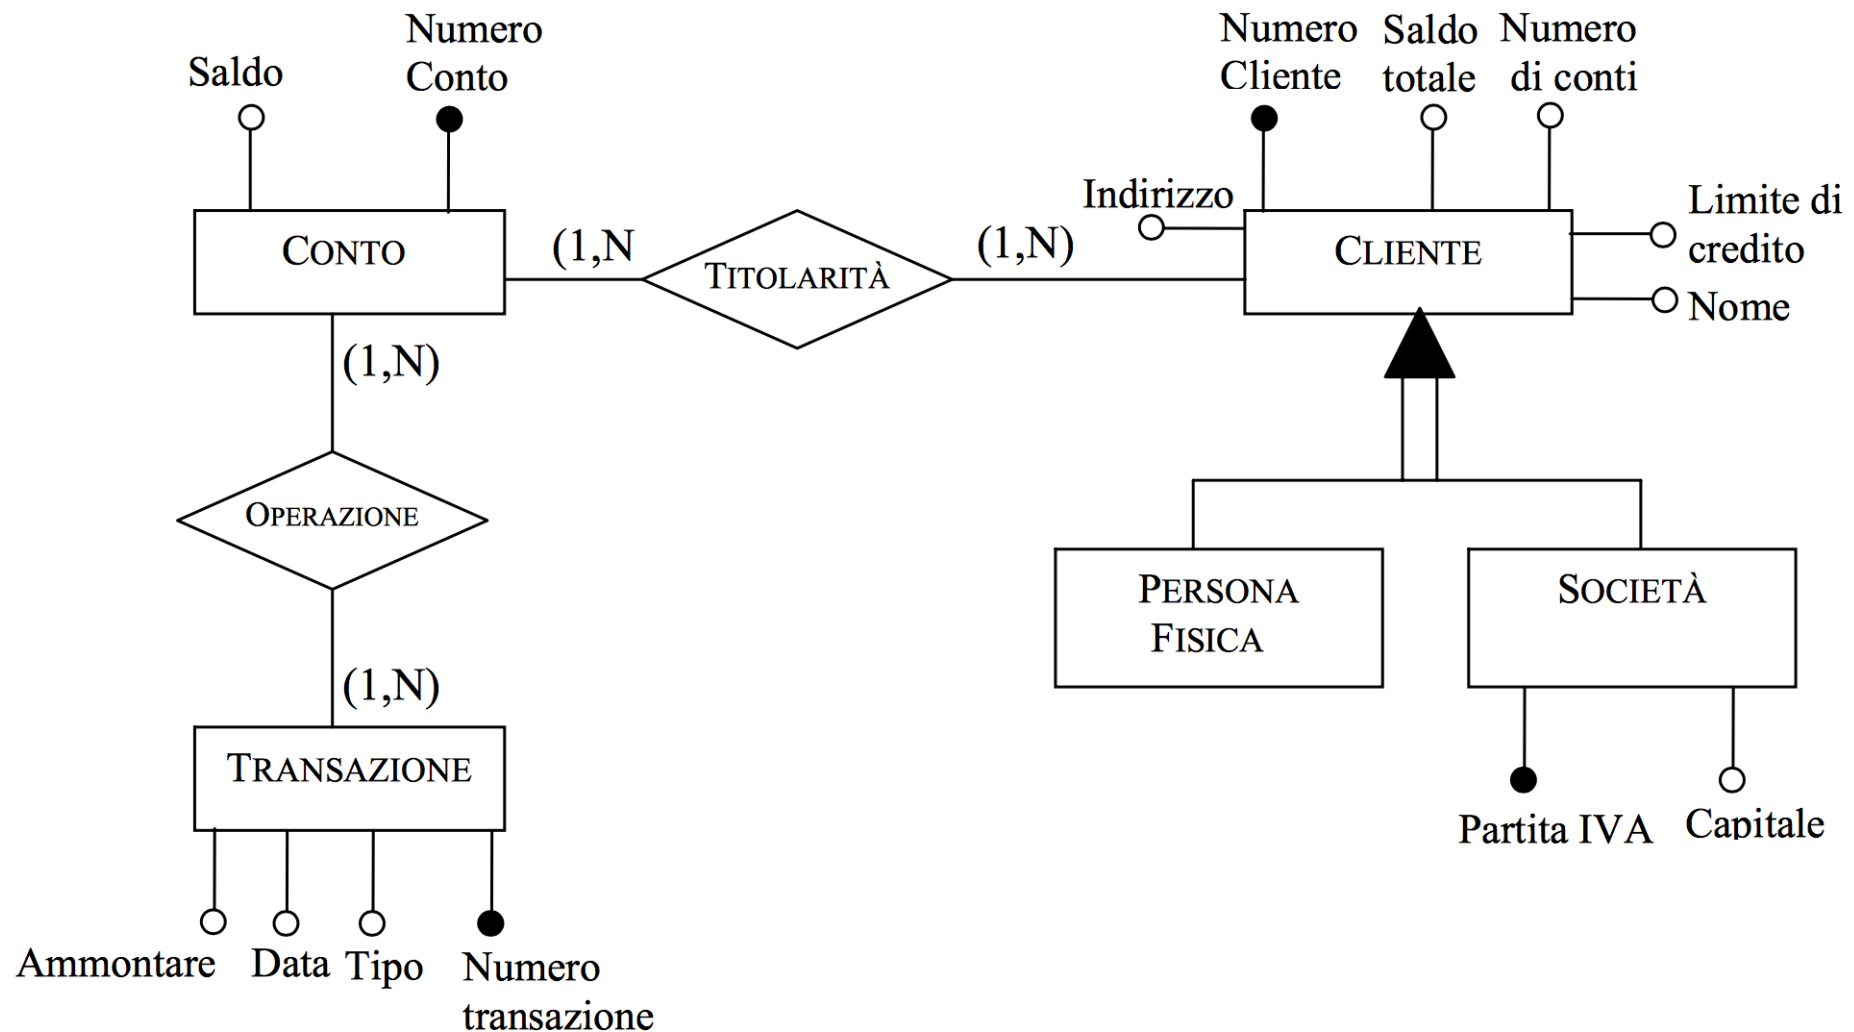 Saldo
Numero
Conto
Numero
Cliente
Saldo
totale
Numero
di conti
Indirizzo
Limite di
credito
Nome
CONTO
(1,N
TITOLARITÀ
(1,N)
CLIENTE
(1,N)
OPERAZIONE
(1,N)
PERSONA
FISICA
SOCIETÀ
TRANSAZIONE
Partita IVA
Capitale
Ammontare
Data
Tipo
Numero
transazione